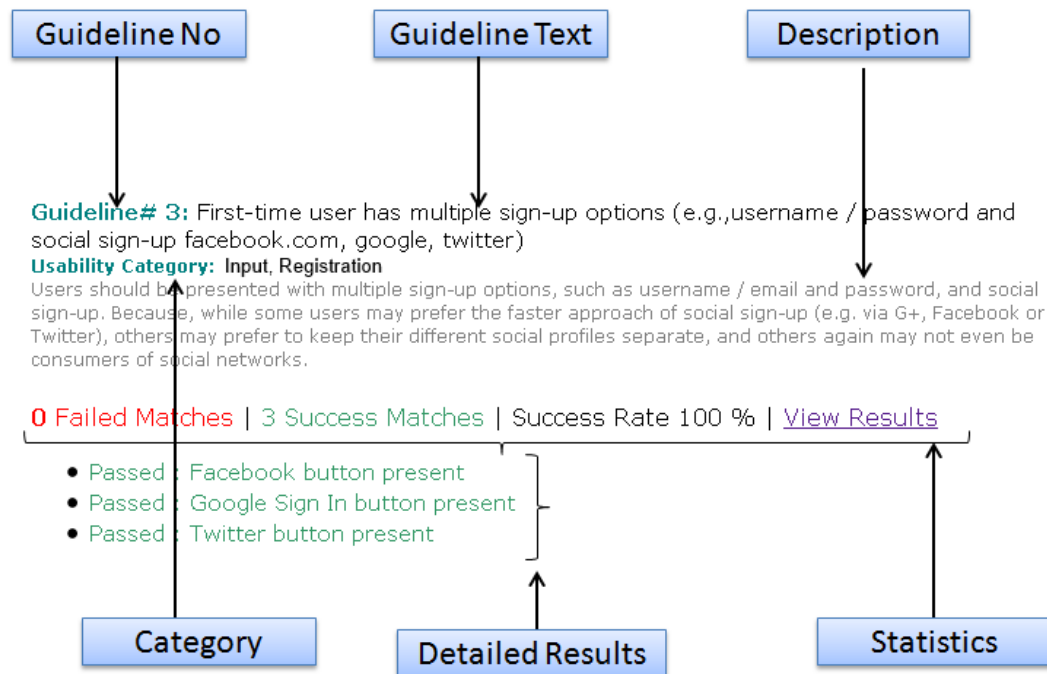 Guideline No
Guideline Text
Description
Guideline# 3: First-time user has multiple sign-up options (e.g.,username / password and
social sign-up facebook.com, google, twitter)
Usability Category: Input, Registration
Users should be presented with multiple sign-up options, such as username / email and password, and social
sign-up. Because, while some users may prefer the faster approach of social sign-up (e.g. via G+, Facebook or
Twitter), others may prefer to keep their different social profiles separate, and others again may not even be
consumers of social networks.
0 Failed Matches | 3 Success Matches | Success Rate 100 % | View Results
• Passed : Facebook button present
• Passed : Google Sign In button present
• Passed : Twitter button present
Category
Detailed Results
Statistics